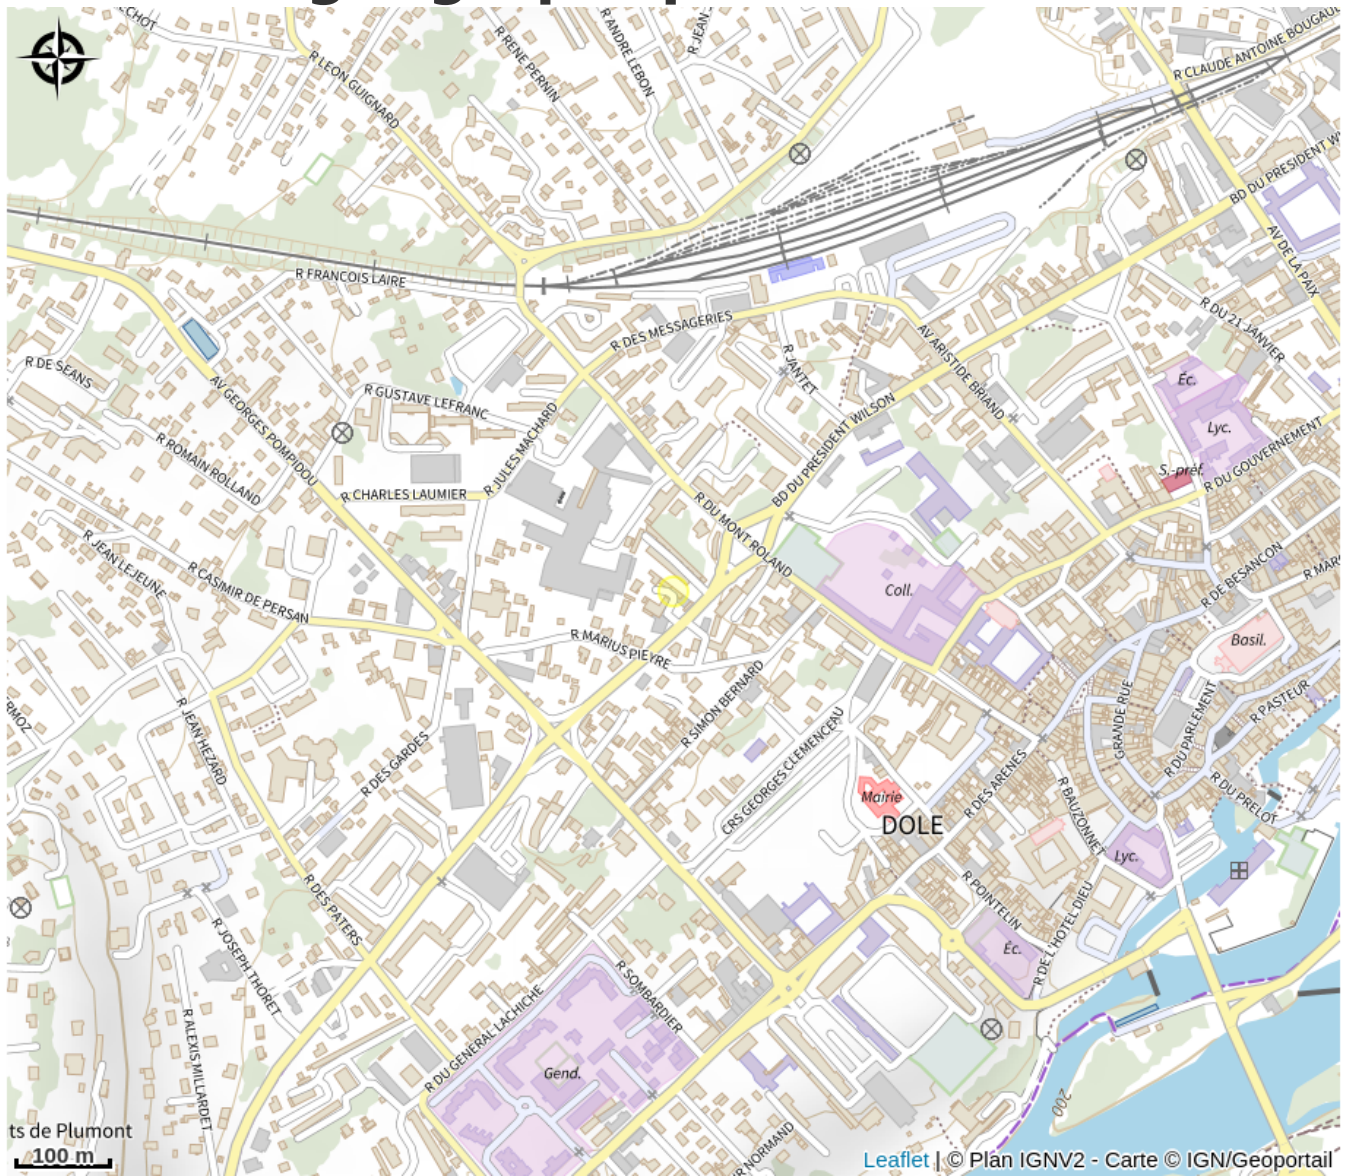 R LEON GUIGNARD
R RENE PERNIN
R ANDRE LEBON
R JEAN-
R CLAUDE ANTOINE BOUGAUL
BD DU PRESIDENT W
AV DE LA PAIX
R FRANCOIS LAIRE
R DES MESSAGERIES
R JANTET
AV ARISTIDE BRIAND
R DU 21 JANVIER
R DE SEANS
AV GEORGES POMPIDOU
R GUSTAVE LEFRANC
R JULES MACHARD
BD DU PRESIDENT WILSON
Éc.
Lyc.
S.-préf.
R DU GOUVERNEMENT
R ROMAIN ROLLAND
R CHARLES LAUMIER
R DU MONT ROLAND
R JEAN LEJEUNE
R CASIMIR DE PERSAN
Coll.
R DE BESANCON
R MARC
R MARIUS PIEYRE
Basil.
R SIMON BERNARD
GRANDE RUE
R DU PARLEMENT
R PASTEUR
RMOZ
R JEAN HEZARD
R DES GARDES
CRS GEORGES CLEMENCEAU
Mairie
DOLE
R DES ARENES
R BAUZONNET
R DU PRELOT
Lyc.
R DES PATERS
R POINTELIN
R DE L'HOTEL DIEU
Éc.
R JOSEPH THORET
R SOMBARDIER
R DU GENERAL LACHICHE
Gend.
R ALEXIS MILLARDET
200
ts de Plumont
100 m
R NORMAND
Leaflet | © Plan IGNV2 - Carte © IGN/Geoportail